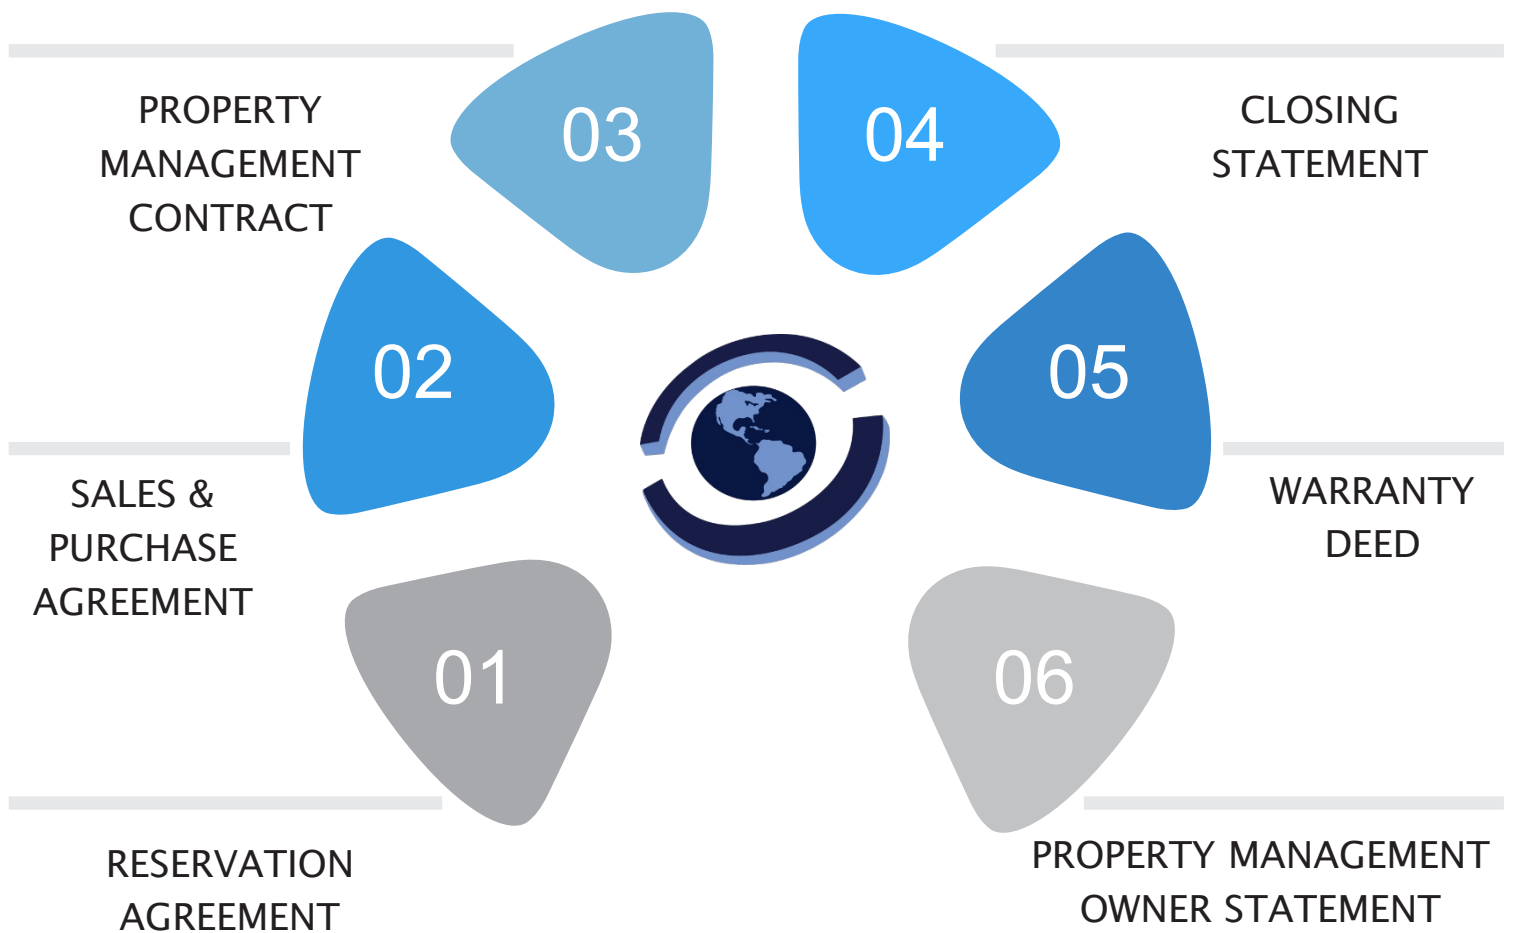 03
PROPERTY
MANAGEMENT
CONTRACT
04
CLOSING
STATEMENT
02
SALES &
PURCHASE
AGREEMENT
05
WARRANTY
DEED
01
RESERVATION
AGREEMENT
06
PROPERTY MANAGEMENT
OWNER STATEMENT